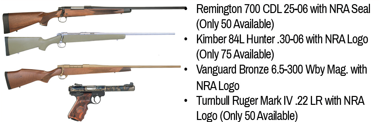 • Remington 700 CDL 25-06 with NRA Seal
(Only 50 Available)
• Kimber 84L Hunter .30-06 with NRA Logo
(Only 75 Available)
• Vanguard Bronze 6.5-300 Wby Mag. with
NRA Logo
• Turnbull Ruger Mark IV .22 LR with NRA
Logo (Only 50 Available)